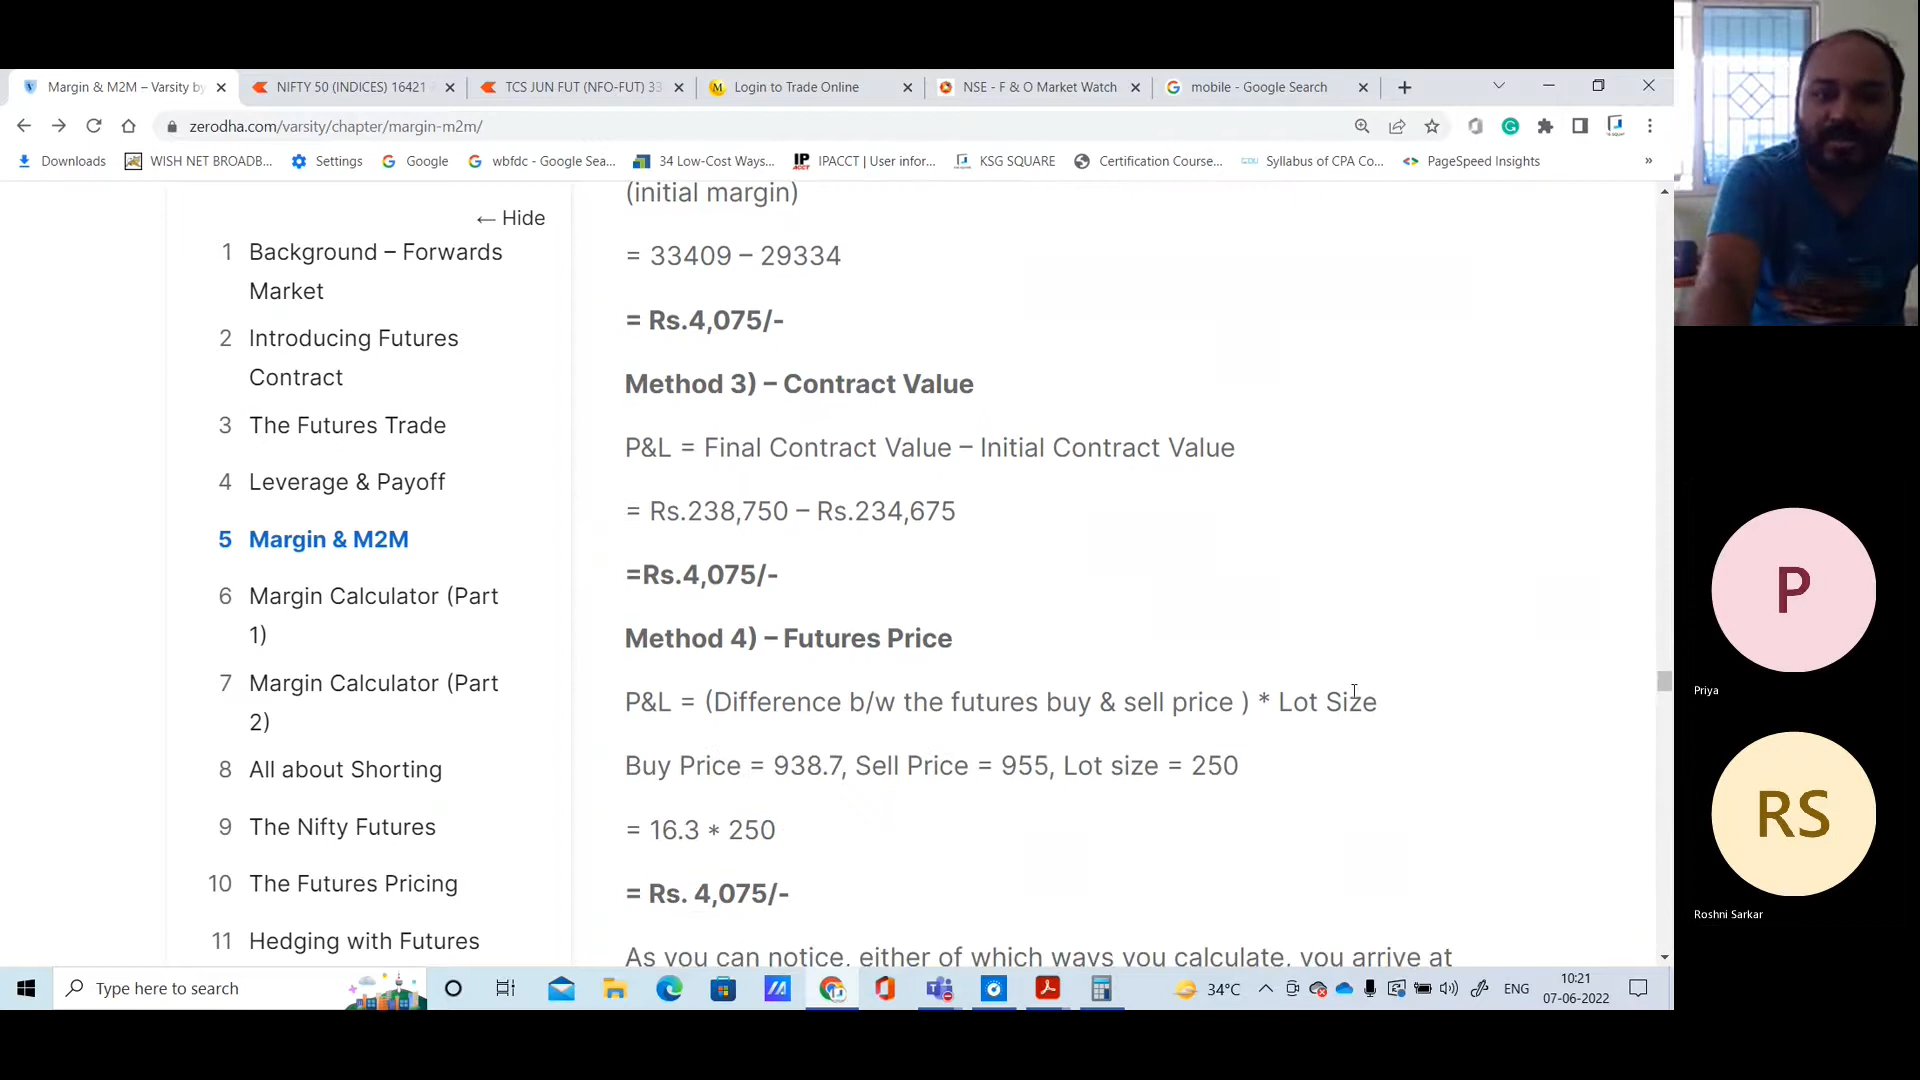 Margin & M2M – Varsity by
NIFTY 50 (INDICES) 16421
TCS JUN FUT (NFO-FUT) 33
Login to Trade Online
NSE - F & O Market Watch
mobile - Google Search
zerodha.com/varsity/chapter/margin-m2m/
Downloads
WISH NET BROADB...
Settings
Google
wbfdc - Google Sea...
34 Low-Cost Ways...
IPACCT | User infor...
KSG SQUARE
Certification Course...
Syllabus of CPA Co...
PageSpeed Insights
»
← Hide
1 Background – Forwards
Market
2 Introducing Futures
Contract
3 The Futures Trade
4 Leverage & Payoff
5 Margin & M2M
6 Margin Calculator (Part
1)
7 Margin Calculator (Part
2)
8 All about Shorting
9 The Nifty Futures
10 The Futures Pricing
11 Hedging with Futures
(initial margin)
= 33409 – 29334
= Rs.4,075/-
Method 3) – Contract Value
P&L = Final Contract Value – Initial Contract Value
= Rs.238,750 – Rs.234,675
=Rs.4,075/-
Method 4) – Futures Price
P&L = (Difference b/w the futures buy & sell price ) * Lot Size
Buy Price = 938.7, Sell Price = 955, Lot size = 250
= 16.3 * 250
= Rs. 4,075/-
As you can notice, either of which ways you calculate, you arrive at
P
Priya
RS
Roshni Sarkar
Type here to search
34°C
ENG
10:21
07-06-2022